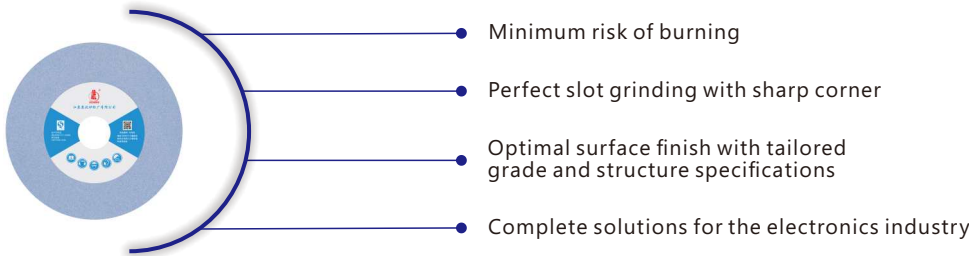 Minimum risk of burning
Perfect slot grinding with sharp corner
Optimal surface finish with tailored
grade and structure specifications
Complete solutions for the electronics industry